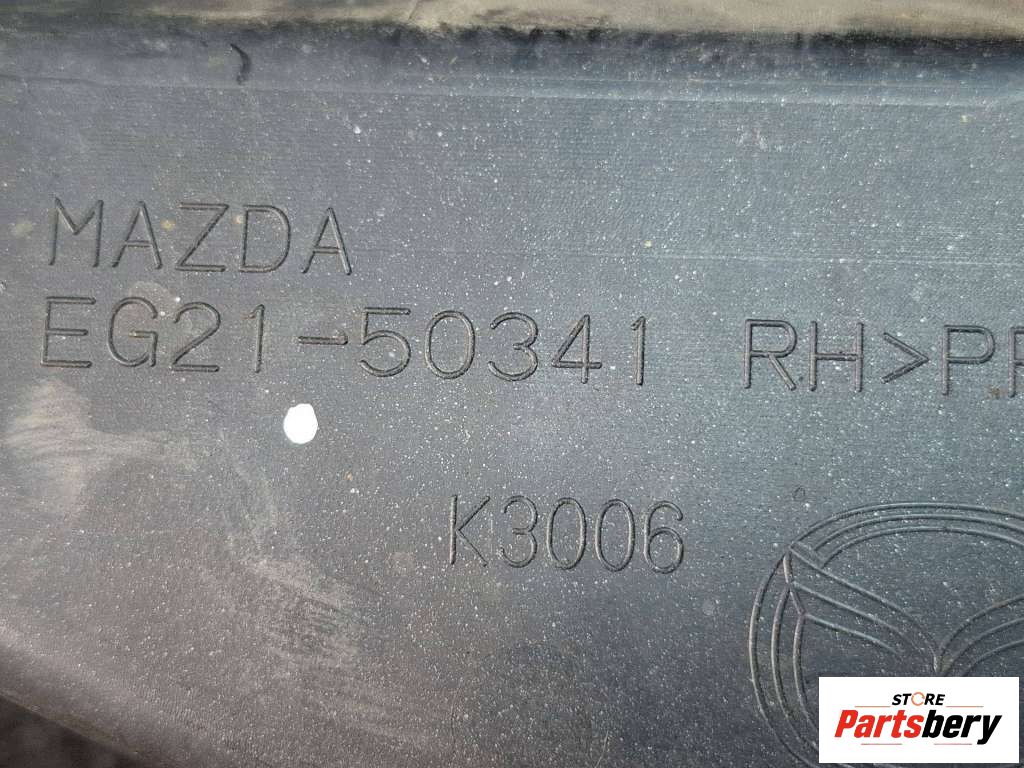 MAZDA
EG21-50341 RH>PP
K3006
STORE
Partsbery